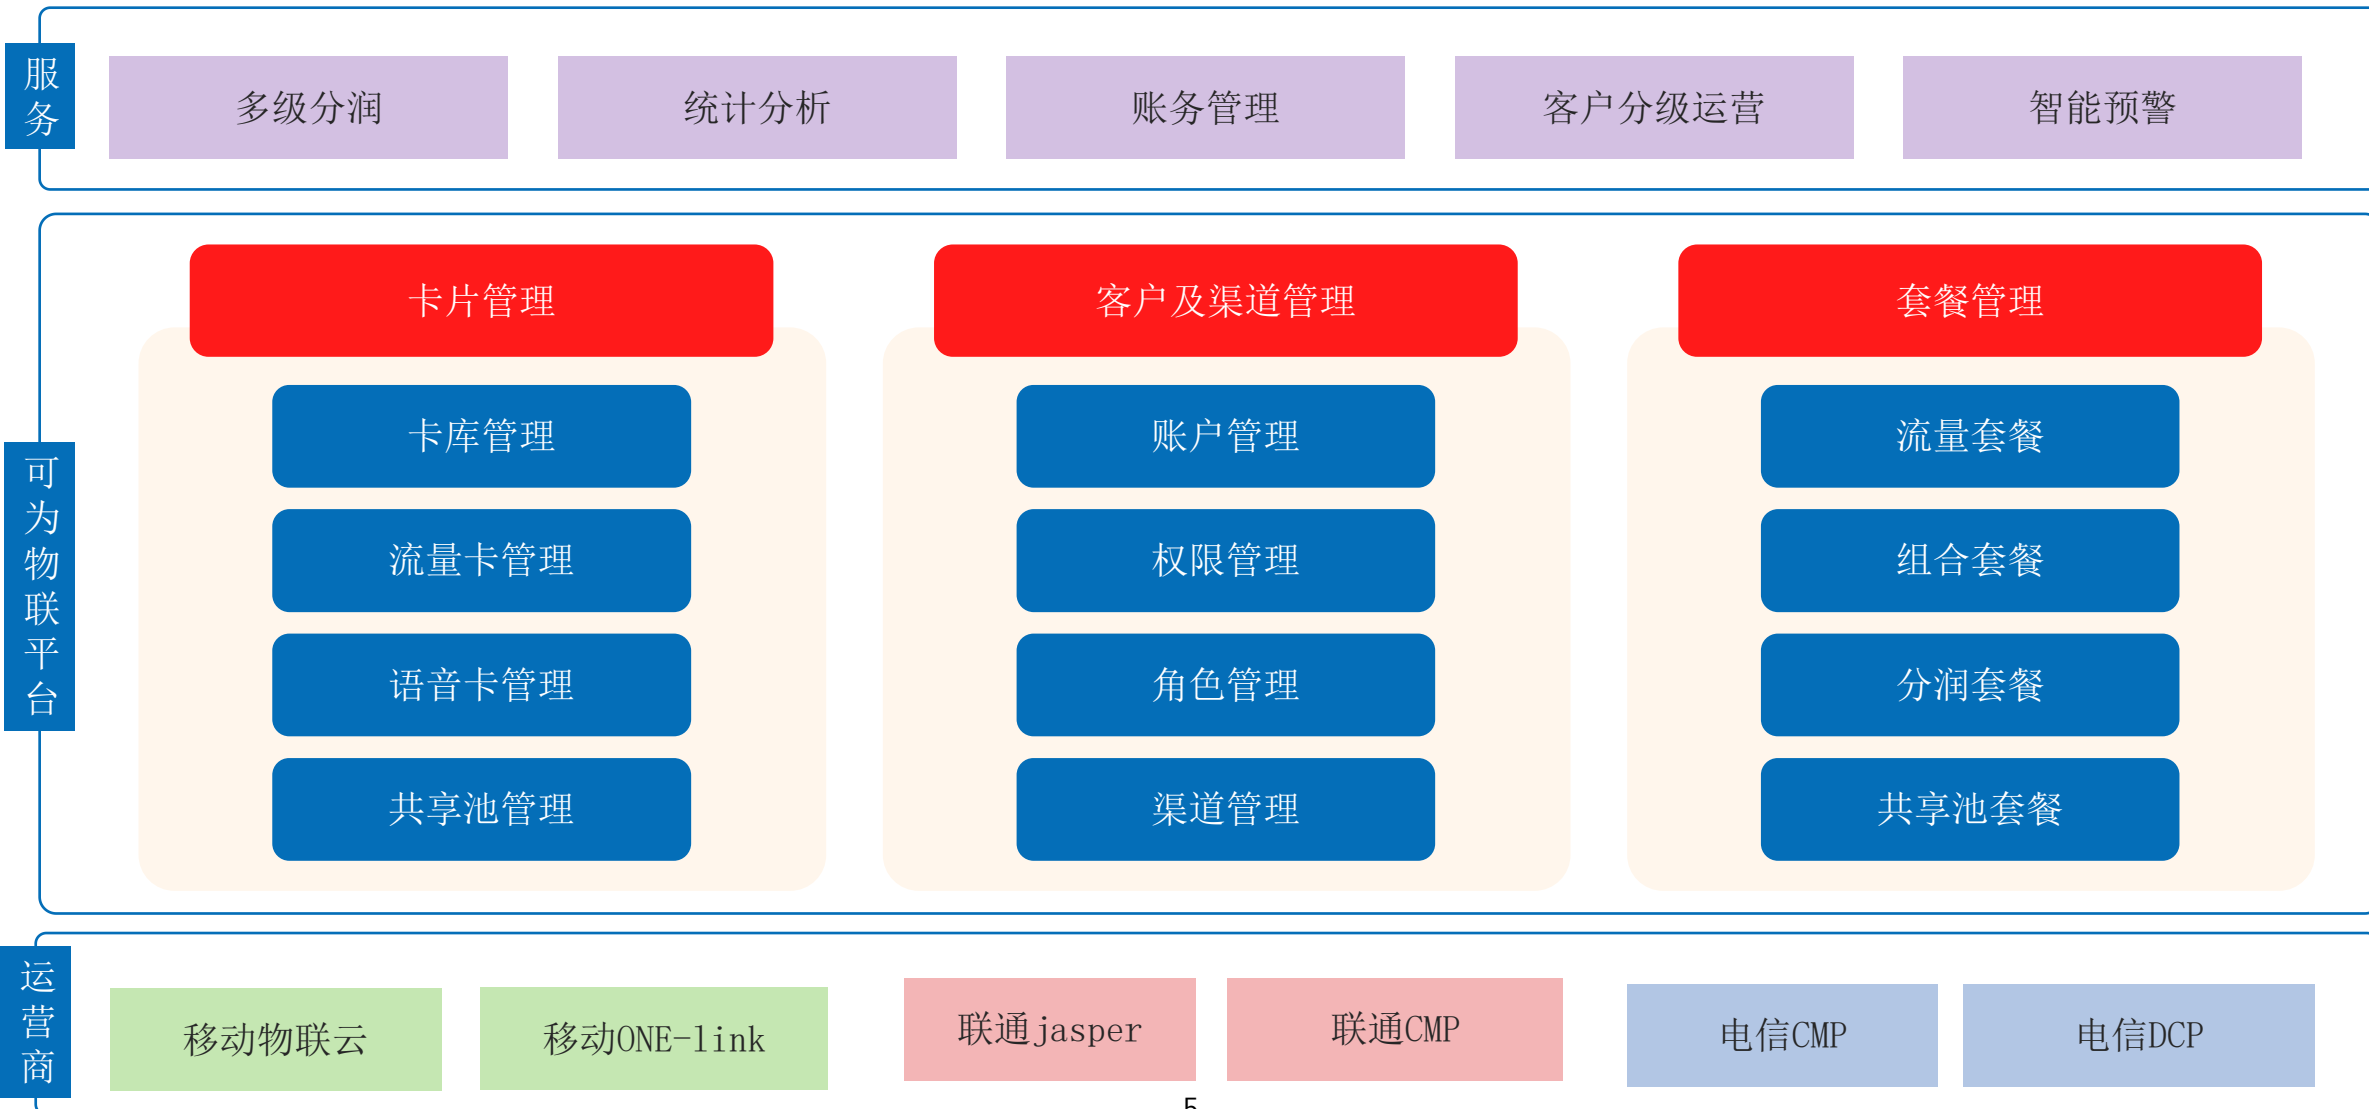 服务
多级分润
统计分析
账务管理
客户分级运营
智能预警
可为物联平台
卡片管理
客户及渠道管理
套餐管理
卡库管理
账户管理
流量套餐
流量卡管理
权限管理
组合套餐
语音卡管理
角色管理
分润套餐
共享池管理
渠道管理
共享池套餐
运营商
移动物联云
移动ONE-link
联通jasper
联通CMP
电信CMP
电信DCP
5